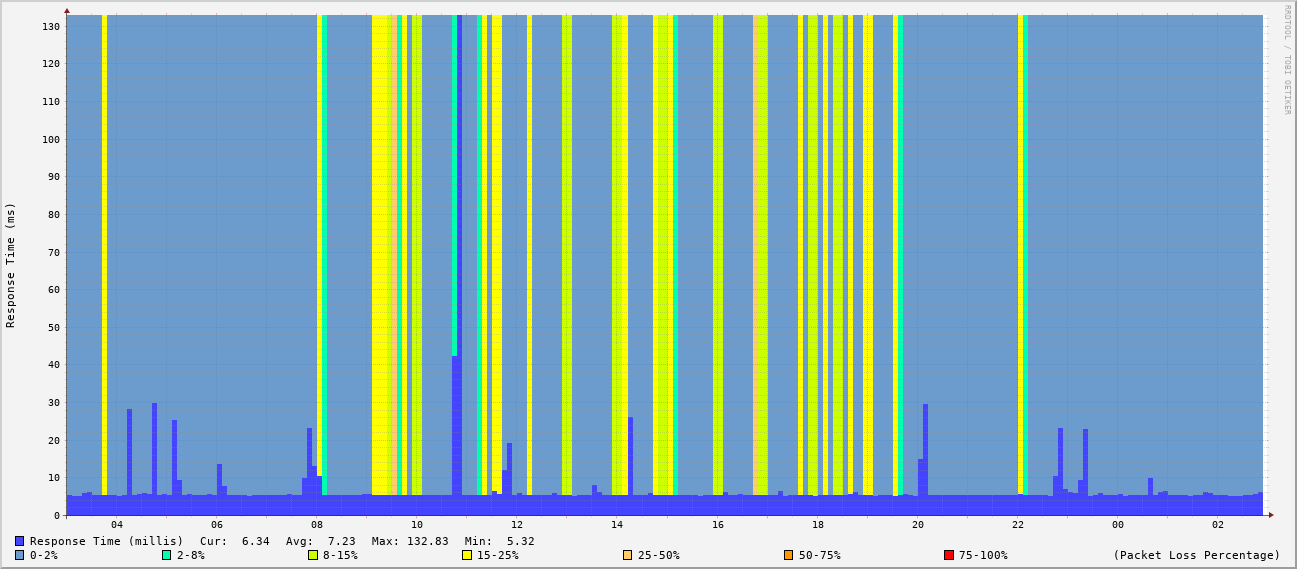 RRDTOOL / TOBI OETIKER
Response Time (ms)
130
120
110
100
90
80
70
60
50
40
30
20
10
0
04 06 08 10 12 14 16 18 20 22 00 02
Response Time (millis) Cur: 6.34 Avg: 7.23 Max: 132.83 Min: 5.32
0-2% 2-8% 8-15% 15-25% 25-50% 50-75% 75-100% (Packet Loss Percentage)